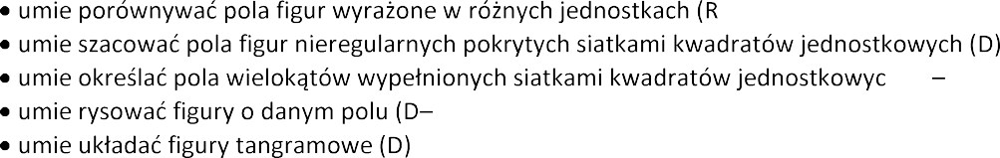 • umie porównywać pola figur wyrażone w różnych jednostkach (R
• umie szacować pola figur nieregularnych pokrytych siatkami kwadratów jednostkowych (D)
• umie określać pola wielokątów wypełnionych siatkami kwadratów jednostkowyc –
• umie rysować figury o danym polu (D–
• umie układać figury tangramowe (D)